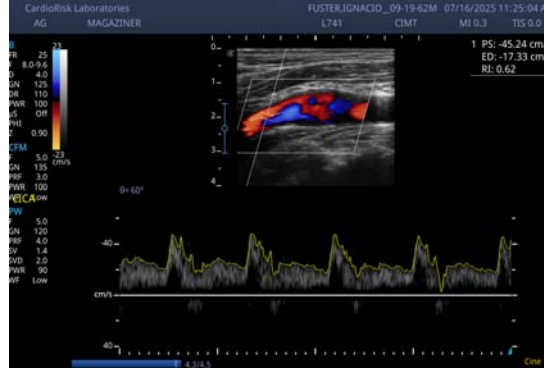 CardioRisk Laboratories FUSTER,IGNACIO__09-19-62M 07/16/2025 11:25:04 A
AG MAGAZINER L741 CIMT MI 0.3 TIS 0.0
1 PS: -45.24 cm
ED: -17.33 cm
RI: 0.62
B
FR 25
F 8.0-9.6
D 4.0
GN 125
DR 110
PWR 100
µS Off
PHI
Z 0.90
CFM
F 5.0
GN 135
PRF 3.0
PWR 100
Low
PW
F 5.0
GN 120
PRF 4.0
SV 1.4
SVD 2.0
PWR 90
WF Low
23
-23
cm/s
0
1
2
3
4
θ= 60°
-40
cm/s
40
4.3/4.5
Cine